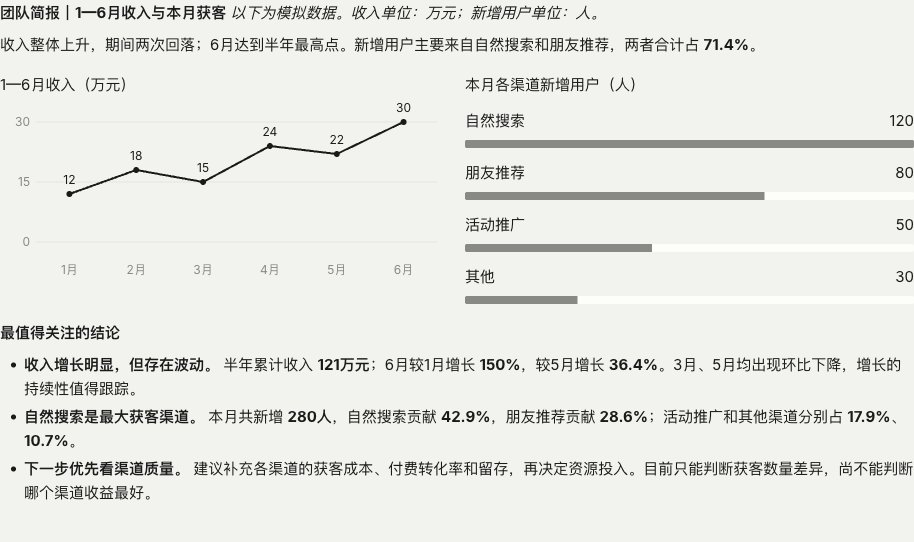 团队简报｜1—6月收入与本月获客 以下为模拟数据。收入单位：万元；新增用户单位：人。
收入整体上升，期间两次回落；6月达到半年最高点。新增用户主要来自自然搜索和朋友推荐，两者合计占 71.4%。
1—6月收入（万元）
30
15
0
12
18
15
24
22
30
1月
2月
3月
4月
5月
6月
本月各渠道新增用户（人）
自然搜索 120
朋友推荐 80
活动推广 50
其他 30
最值得关注的结论
• 收入增长明显，但存在波动。 半年累计收入 121万元；6月较1月增长 150%，较5月增长 36.4%。3月、5月均出现环比下降，增长的
持续性值得跟踪。
• 自然搜索是最大获客渠道。 本月共新增 280人，自然搜索贡献 42.9%，朋友推荐贡献 28.6%；活动推广和其他渠道分别占 17.9%、
10.7%。
• 下一步优先看渠道质量。 建议补充各渠道的获客成本、付费转化率和留存，再决定资源投入。目前只能判断获客数量差异，尚不能判断
哪个渠道收益最好。